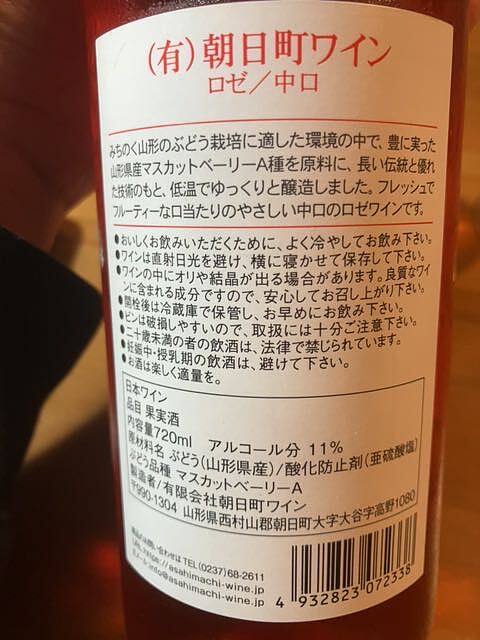 (有)朝日町ワイン
ロゼ／中口
みちのく山形のぶどう栽培に適した環境の中で、豊に実った
山形県産マスカットベーリーA種を原料に、長い伝統と優れ
た技術のもと、低温でゆっくりと醸造しました。フレッシュで
フルーティーな口当たりのやさしい中口のロゼワインです。
●おいしくお飲みいただくために、よく冷やしてお飲み下さい。
●ワインは直射日光を避け、横に寝かせて保存して下さい。
●ワインの中にオリや結晶が出る場合があります。良質なワイ
ンに含まれる成分ですので、安心してお召し上がり下さい。
●開栓後は冷蔵庫で保管し、お早めにお飲み下さい。
●ビンは破損しやすいので、取扱には十分ご注意下さい。
●二十歳未満の者の飲酒は、法律で禁じられています。
●妊娠中・授乳期の飲酒は、避けて下さい。
●お酒は楽しく適量を。
日本ワイン
品目 果実酒
内容量720ml アルコール分 11%
原材料名 ぶどう(山形県産)/酸化防止剤(亜硫酸塩)
ぶどう品種 マスカットベーリーA
製造者/有限会社朝日町ワイン
〒990-1304 山形県西村山郡朝日町大字大谷字高野1080
商品のお問い合わせは TEL.(0237)68-2611
URL.https://asahimachi-wine.jp
Eメール・info@asahimachi-wine.jp
4 932823 072338